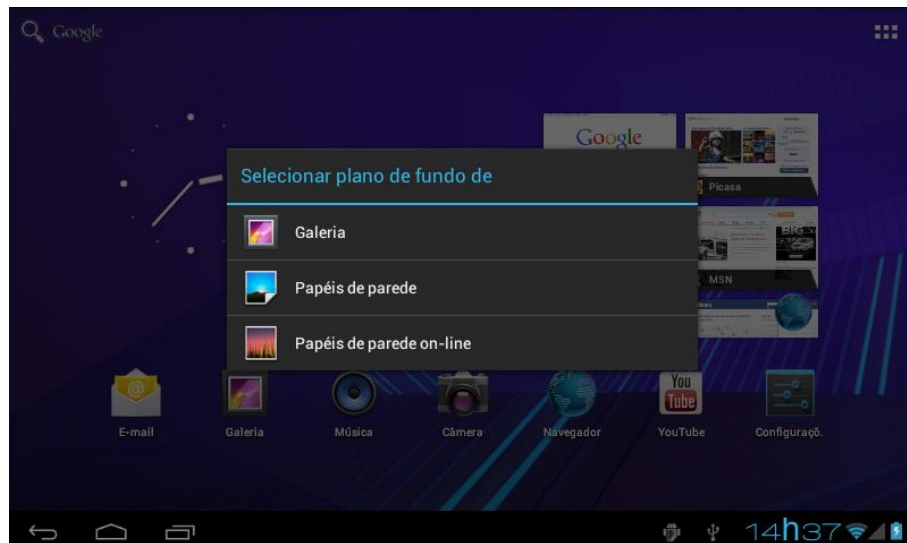 Google
Google
Picasa
Selecionar plano de fundo de
Galeria
Papéis de parede
MSN
Papéis de parede on-line
You
Tube
E-mail
Galeria
Música
Câmera
Navegador
YouTube
Configuraçõ.
14h37